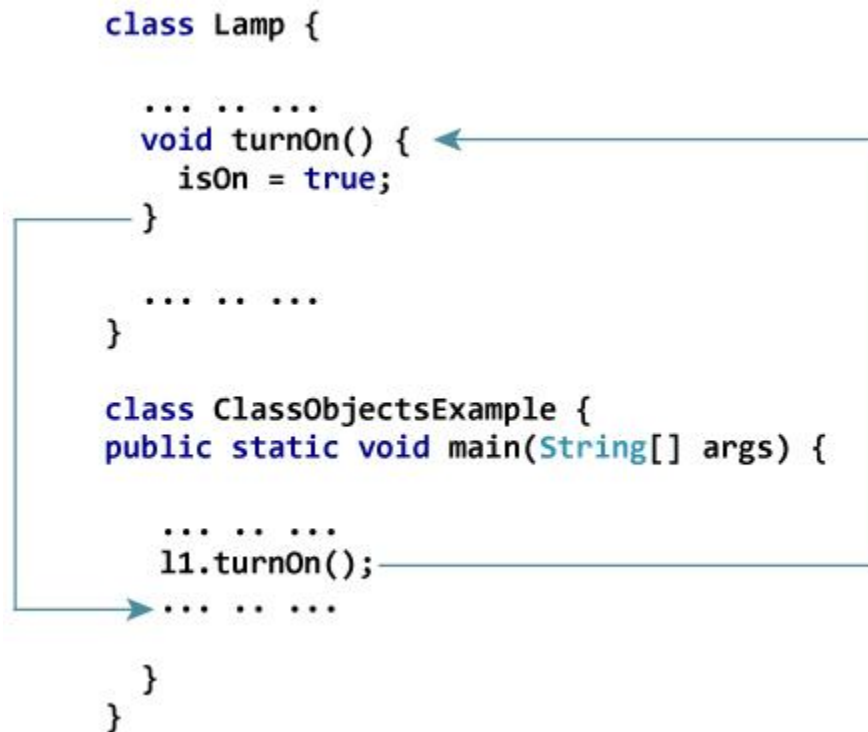 class Lamp {
... .. ...
void turnOn() {
isOn = true;
}
... .. ...
}
class ClassObjectsExample {
public static void main(String[] args) {
... .. ...
l1.turnOn();
... .. ...
}
}